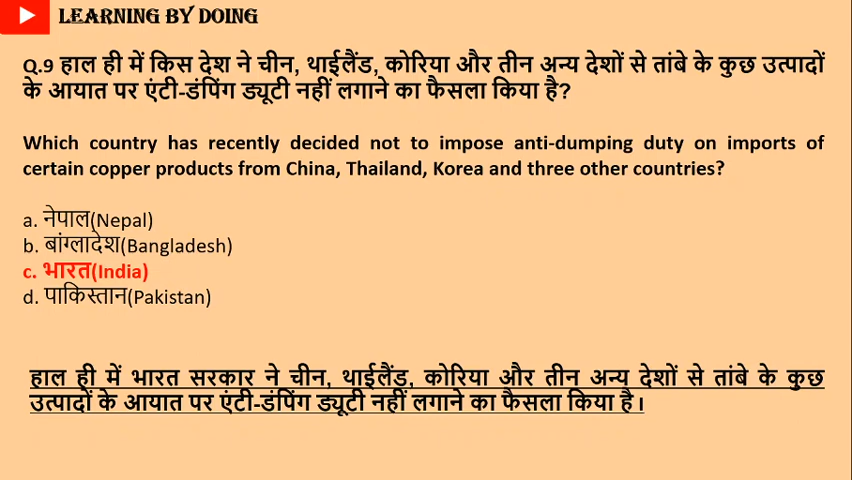 LEARNING BY DOING
Q.9 हाल ही में किस देश ने चीन, थाईलैंड, कोरिया और तीन अन्य देशों से तांबे के कुछ उत्पादों
के आयात पर एंटी-डंपिंग ड्यूटी नहीं लगाने का फैसला किया है?
Which country has recently decided not to impose anti-dumping duty on imports of
certain copper products from China, Thailand, Korea and three other countries?
a. नेपाल(Nepal)
b. बांग्लादेश(Bangladesh)
c. भारत(India)
d. पाकिस्तान(Pakistan)
हाल ही में भारत सरकार ने चीन, थाईलैंड, कोरिया और तीन अन्य देशों से तांबे के कुछ
उत्पादों के आयात पर एंटी-डंपिंग ड्यूटी नहीं लगाने का फैसला किया है।